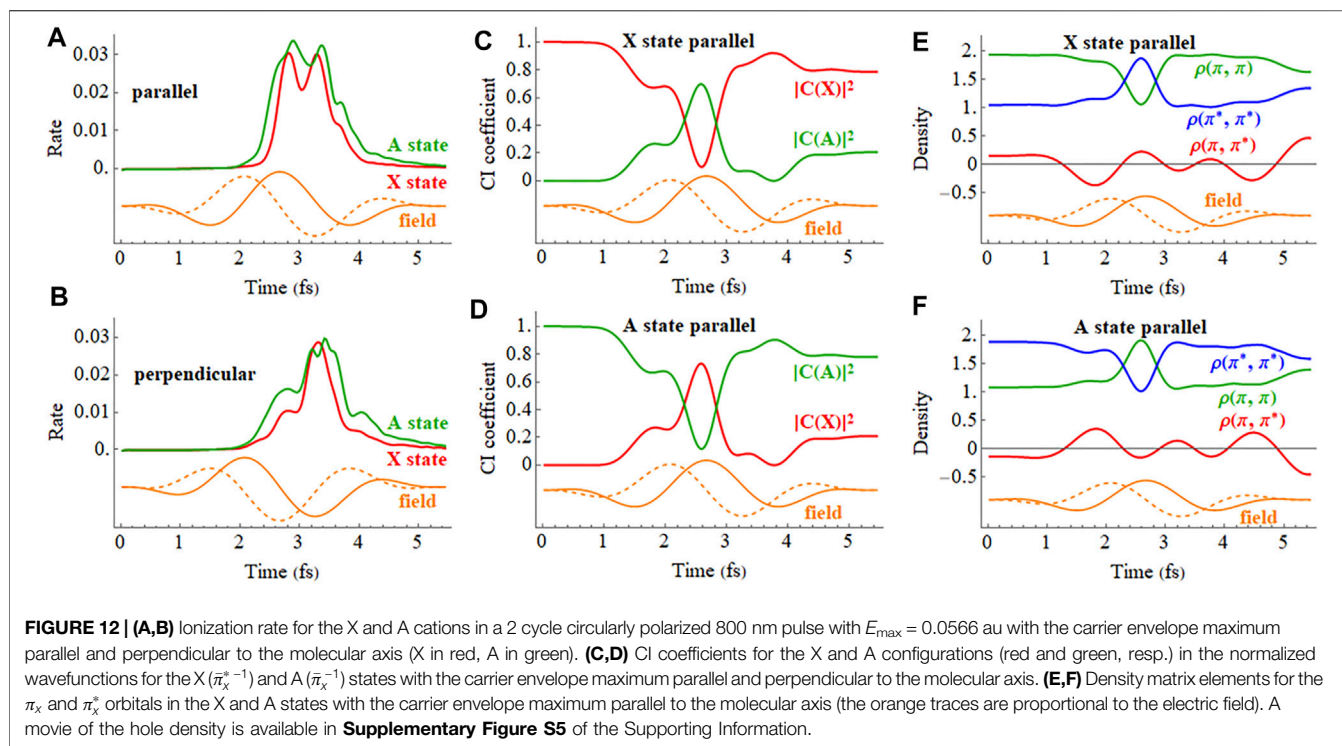 A
0.03
0.02
0.01
0.
Rate
parallel
A state
X state
field
0 1 2 3 4 5
Time (fs)
B
0.03
0.02
0.01
0.
Rate
perpendicular
A state
X state
field
0 1 2 3 4 5
Time (fs)
C
1.
0.8
0.6
0.4
0.2
0
CI coefficient
X state parallel
|C(X)|²
|C(A)|²
field
0 1 2 3 4 5
Time (fs)
D
1.
0.8
0.6
0.4
0.2
0
CI coefficient
A state parallel
|C(A)|²
|C(X)|²
field
0 1 2 3 4 5
Time (fs)
E
2.
1.5
1.
0.5
0
−0.5
Density
X state parallel
ρ(π, π)
ρ(π*, π*)
ρ(π, π*)
field
0 1 2 3 4 5
Time (fs)
F
2.
1.5
1.
0.5
0
−0.5
Density
A state parallel
ρ(π*, π*)
ρ(π, π)
ρ(π, π*)
field
0 1 2 3 4 5
Time (fs)
FIGURE 12 | (A,B) Ionization rate for the X and A cations in a 2 cycle circularly polarized 800 nm pulse with Eₘₐₓ = 0.0566 au with the carrier envelope maximum
parallel and perpendicular to the molecular axis (X in red, A in green). (C,D) CI coefficients for the X and A configurations (red and green, resp.) in the normalized
wavefunctions for the X (π̄ₓ*⁻¹) and A (π̄ₓ⁻¹) states with the carrier envelope maximum parallel and perpendicular to the molecular axis. (E,F) Density matrix elements for the
πₓ and πₓ* orbitals in the X and A states with the carrier envelope maximum parallel to the molecular axis (the orange traces are proportional to the electric field). A
movie of the hole density is available in Supplementary Figure S5 of the Supporting Information.